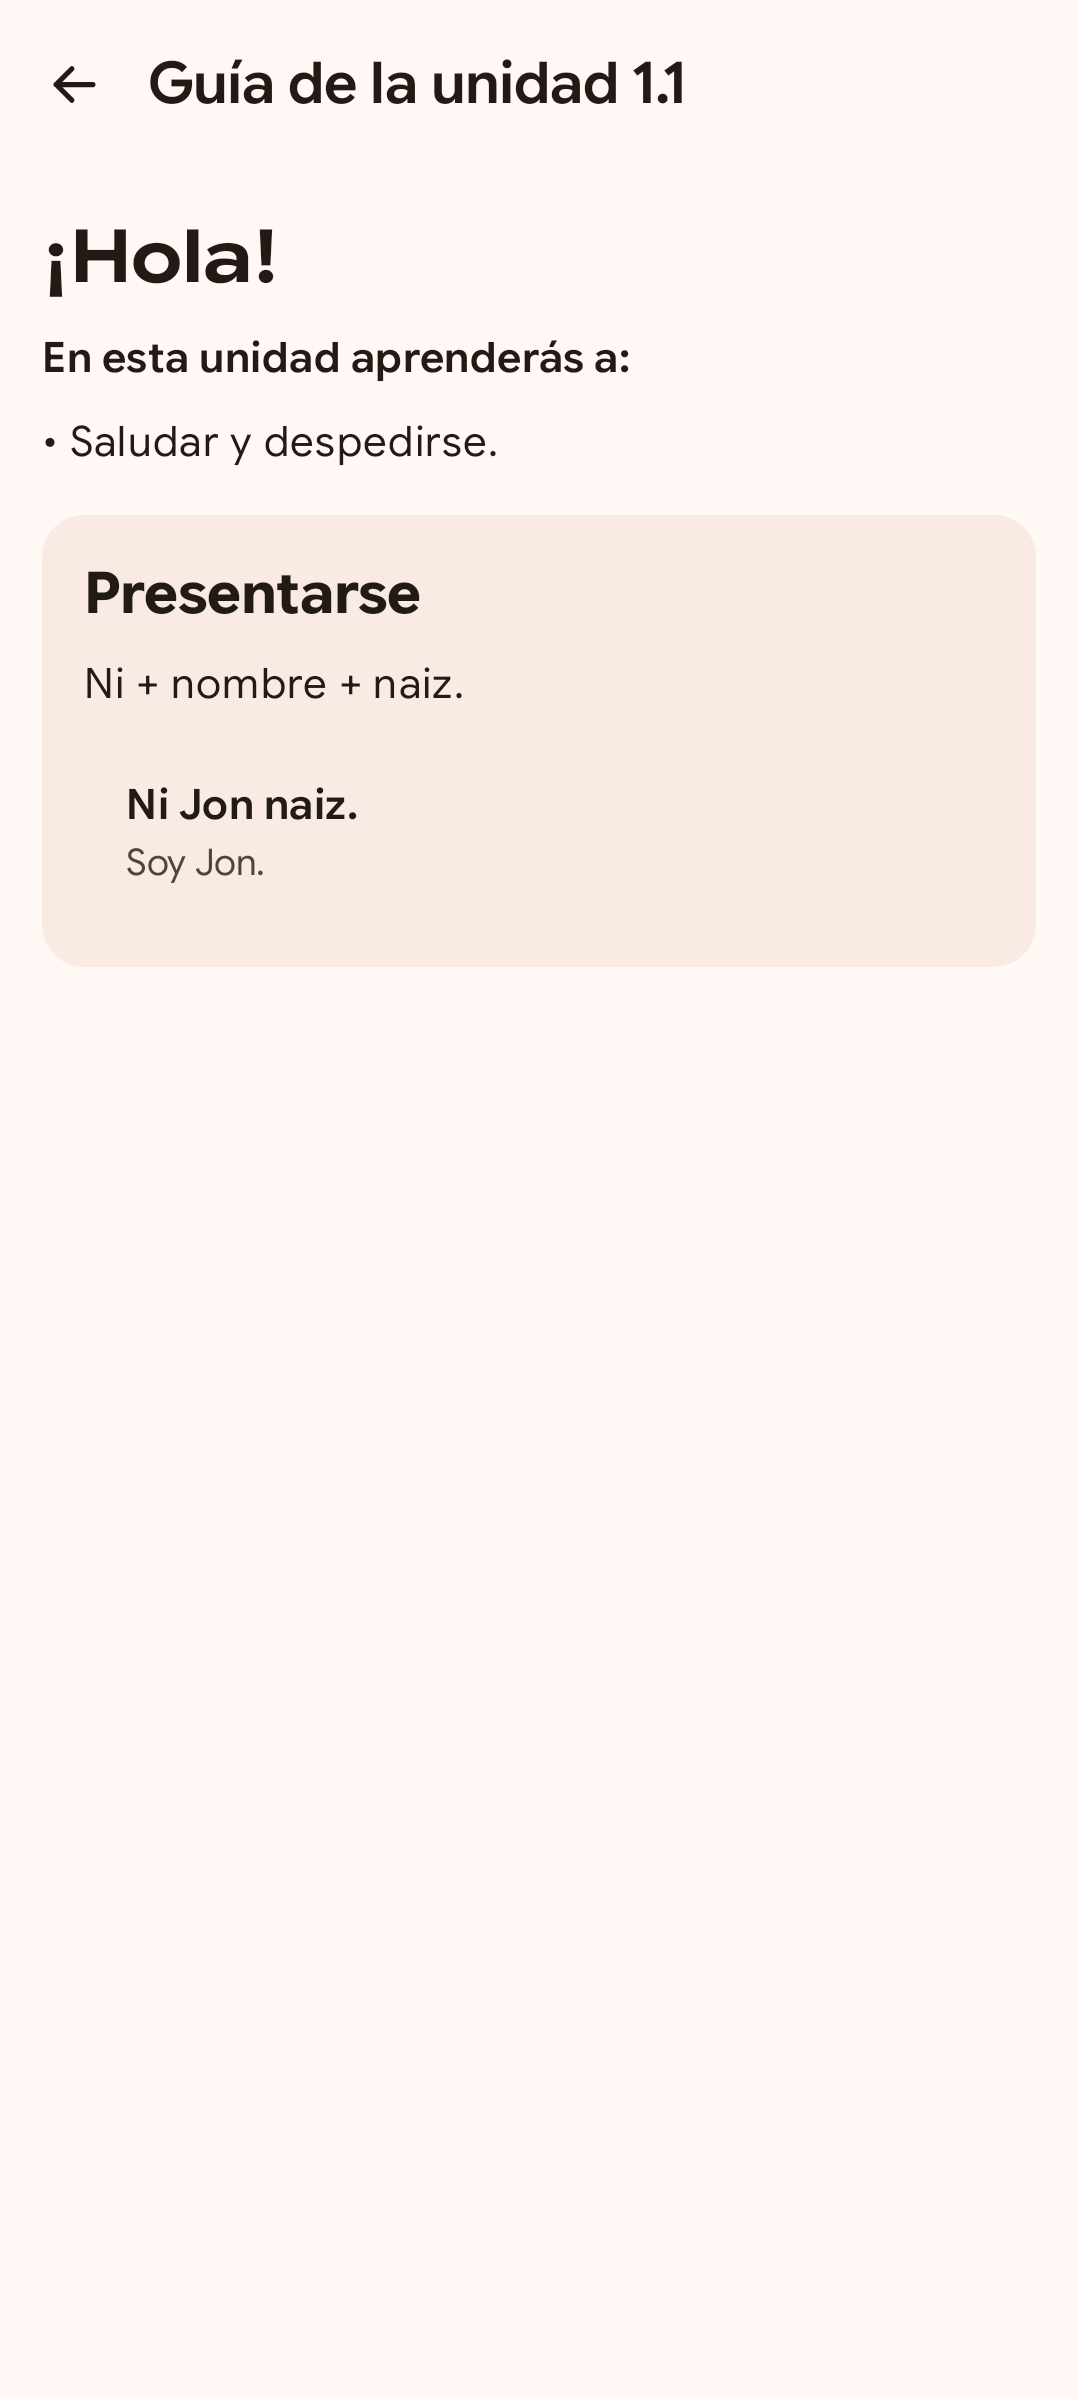 Guía de la unidad 1.1
¡Hola!
En esta unidad aprenderás a:
• Saludar y despedirse.
Presentarse
Ni + nombre + naiz.
Ni Jon naiz.
Soy Jon.